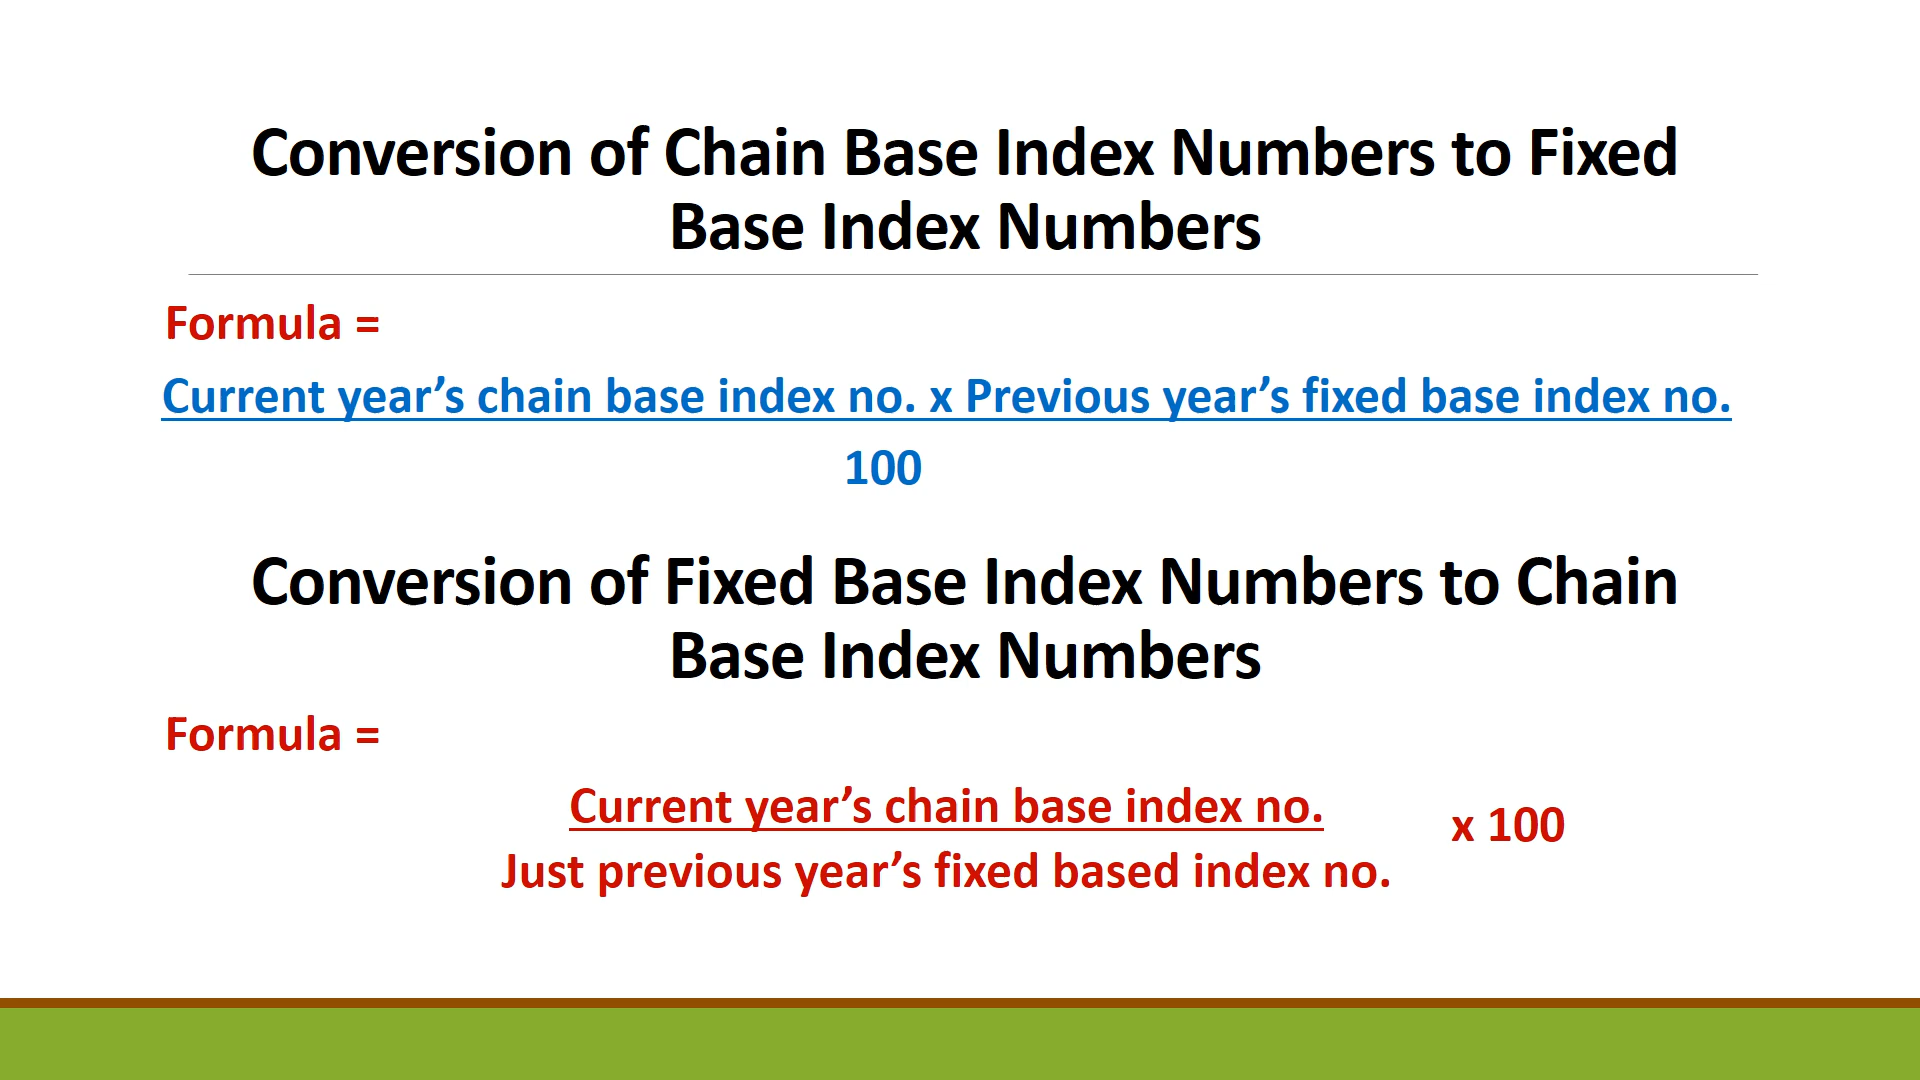 Conversion of Chain Base Index Numbers to Fixed
Base Index Numbers
Formula =
Current year’s chain base index no. x Previous year’s fixed base index no.
100
Conversion of Fixed Base Index Numbers to Chain
Base Index Numbers
Formula =
Current year’s chain base index no.
x 100
Just previous year’s fixed based index no.